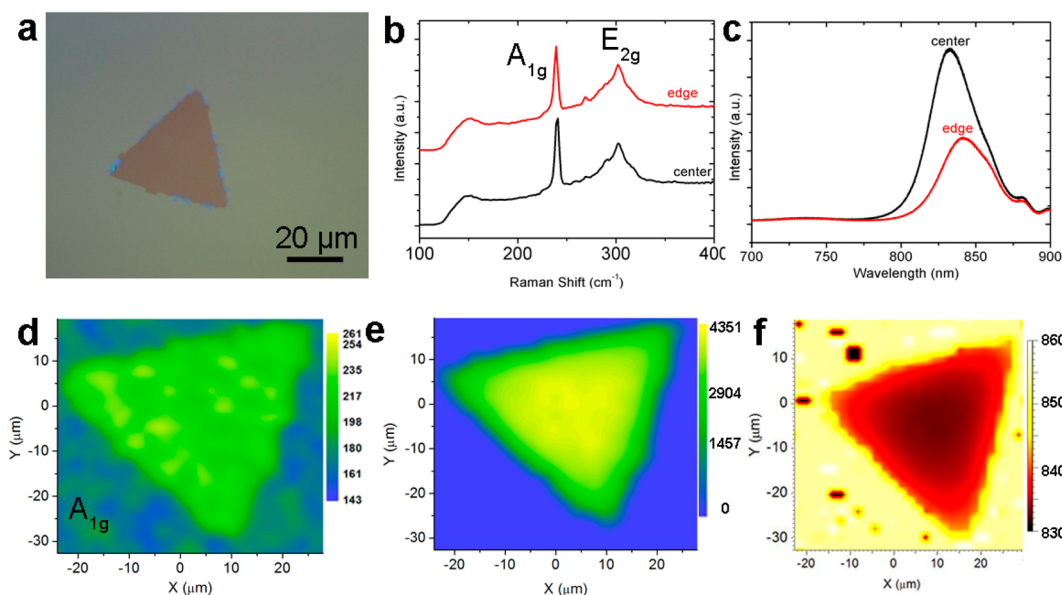 a
20 µm
b
A1g
E2g
edge
center
Intensity (a.u.)
100 200 300 400
Raman Shift (cm-1)
c
center
edge
Intensity (a.u.)
700 750 800 850 900
Wavelength (nm)
d
261
254
235
217
198
180
161
143
10
0
-10
-20
-30
Y (µm)
A1g
-20 -10 0 10 20
X (µm)
e
4351
2904
1457
0
10
0
-10
-20
-30
Y (µm)
-20 -10 0 10 20
X (µm)
f
860
850
840
830
10
0
-10
-20
-30
Y (µm)
-20 -10 0 10 20
X (µm)